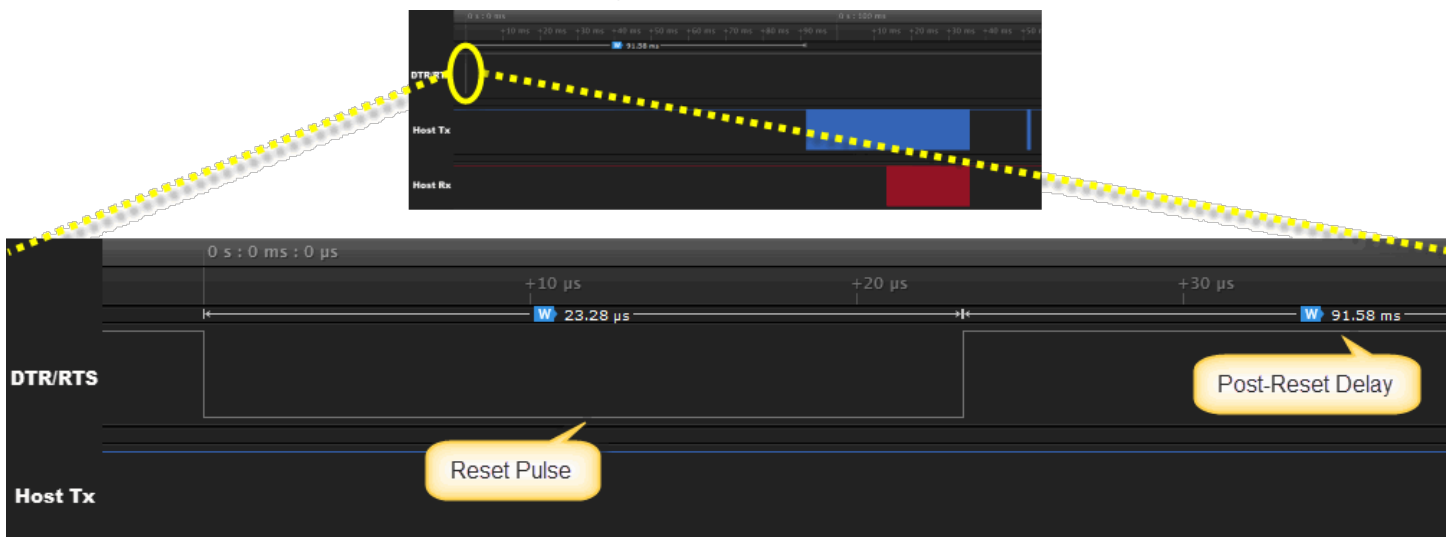 0 s : 0 ms 0 s : 100 ms
+10 ms +20 ms +30 ms +40 ms +50 ms +60 ms +70 ms +80 ms +90 ms +10 ms +20 ms +30 ms +40 ms
W 91.58 ms
Host Tx
Host Rx
0 s : 0 ms : 0 µs
+10 µs +20 µs +30 µs
W 23.28 µs W 91.58 ms
DTR/RTS
Post-Reset Delay
Reset Pulse
Host Tx